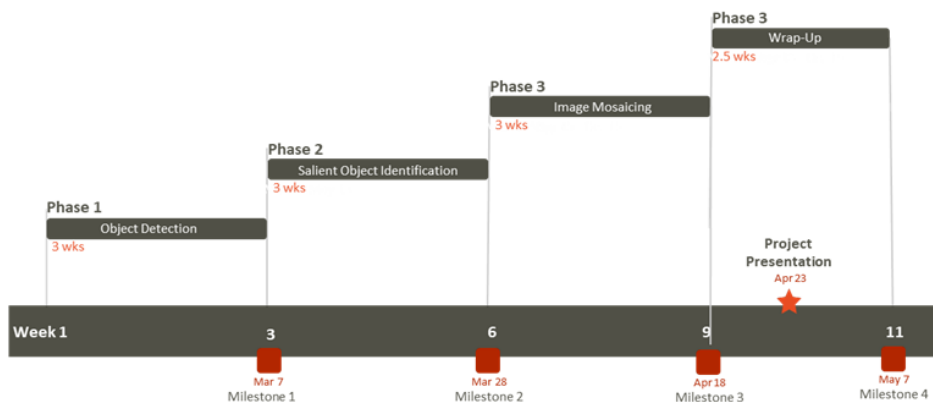 Phase 3
Wrap-Up
2.5 wks
Phase 3
Image Mosaicing
3 wks
Phase 2
Salient Object Identification
3 wks
Phase 1
Object Detection
3 wks
Project
Presentation
Apr 23
Week 1
3
6
9
11
Mar 7
Milestone 1
Mar 28
Milestone 2
Apr 18
Milestone 3
May 7
Milestone 4